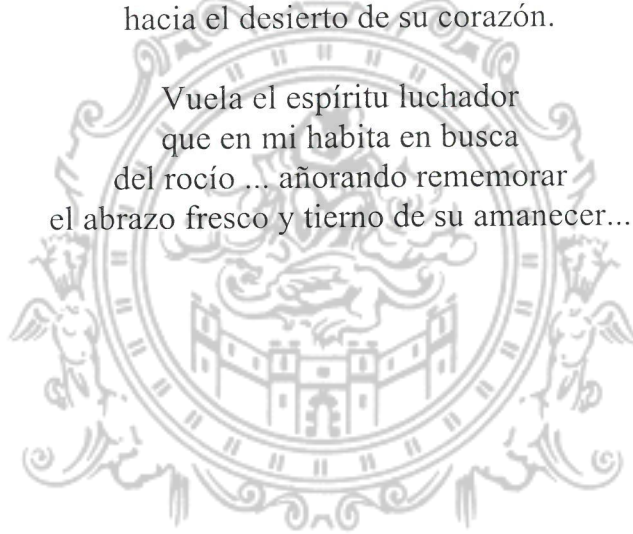 hacia el desierto de su corazón.
Vuela el espíritu luchador
que en mi habita en busca
del rocío ... añorando rememorar
el abrazo fresco y tierno de su amanecer...